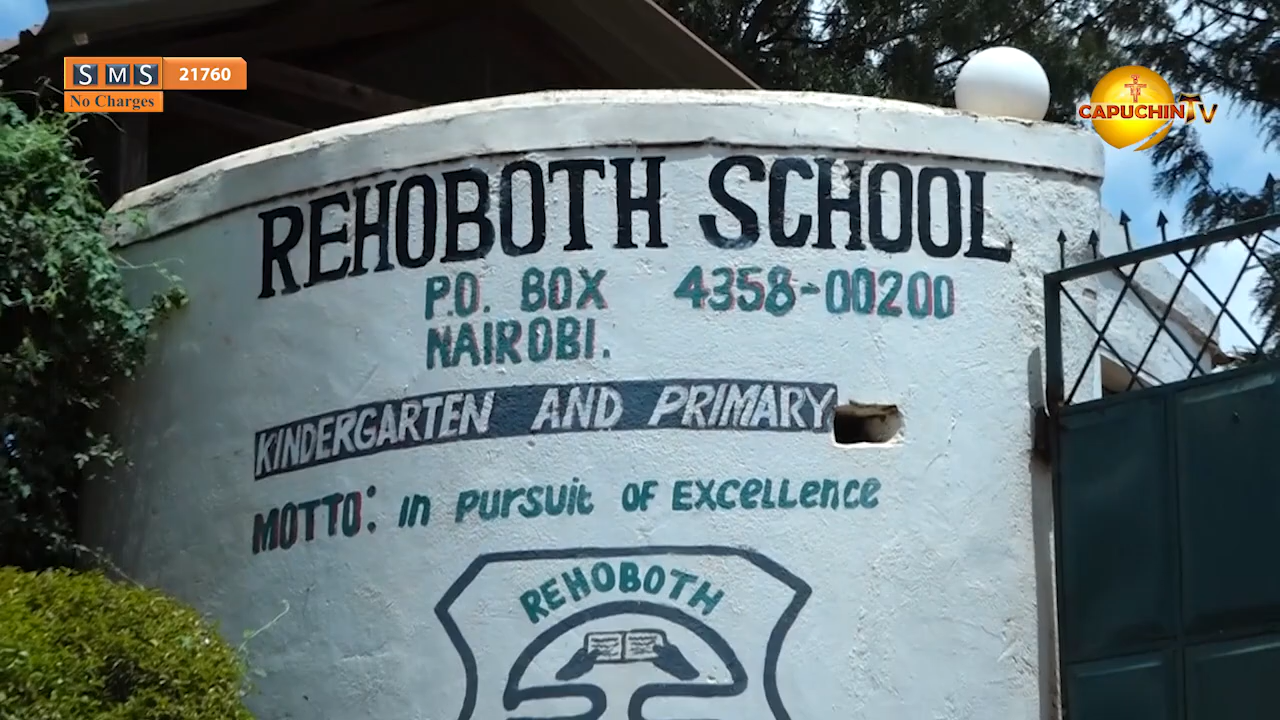 SMS 21760
No Charges
CAPUCHIN TV
REHOBOTH SCHOOL
P.O. BOX 4358-00200
NAIROBI.
KINDERGARTEN AND PRIMARY
MOTTO: in PURSUIT OF EXCELLENCE
REHOBOTH